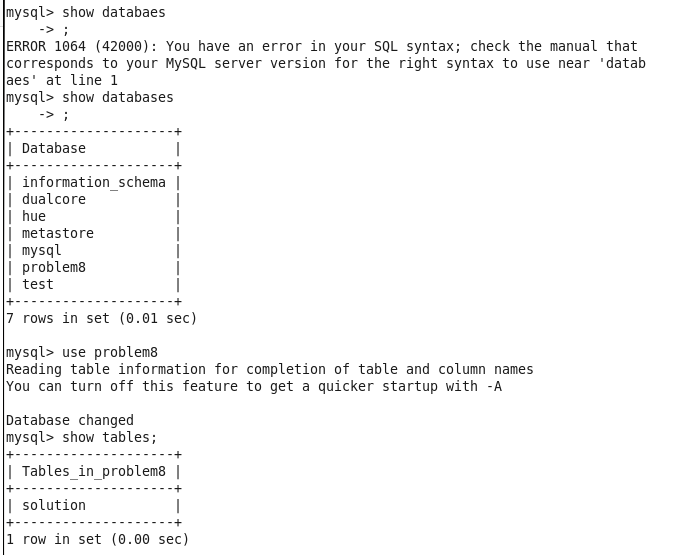 mysql> show databaes
    -> ;
ERROR 1064 (42000): You have an error in your SQL syntax; check the manual that
corresponds to your MySQL server version for the right syntax to use near 'datab
aes' at line 1
mysql> show databases
    -> ;
+--------------------+
| Database           |
+--------------------+
| information_schema |
| dualcore           |
| hue                |
| metastore          |
| mysql              |
| problem8           |
| test               |
+--------------------+
7 rows in set (0.01 sec)

mysql> use problem8
Reading table information for completion of table and column names
You can turn off this feature to get a quicker startup with -A

Database changed
mysql> show tables;
+--------------------+
| Tables_in_problem8 |
+--------------------+
| solution           |
+--------------------+
1 row in set (0.00 sec)